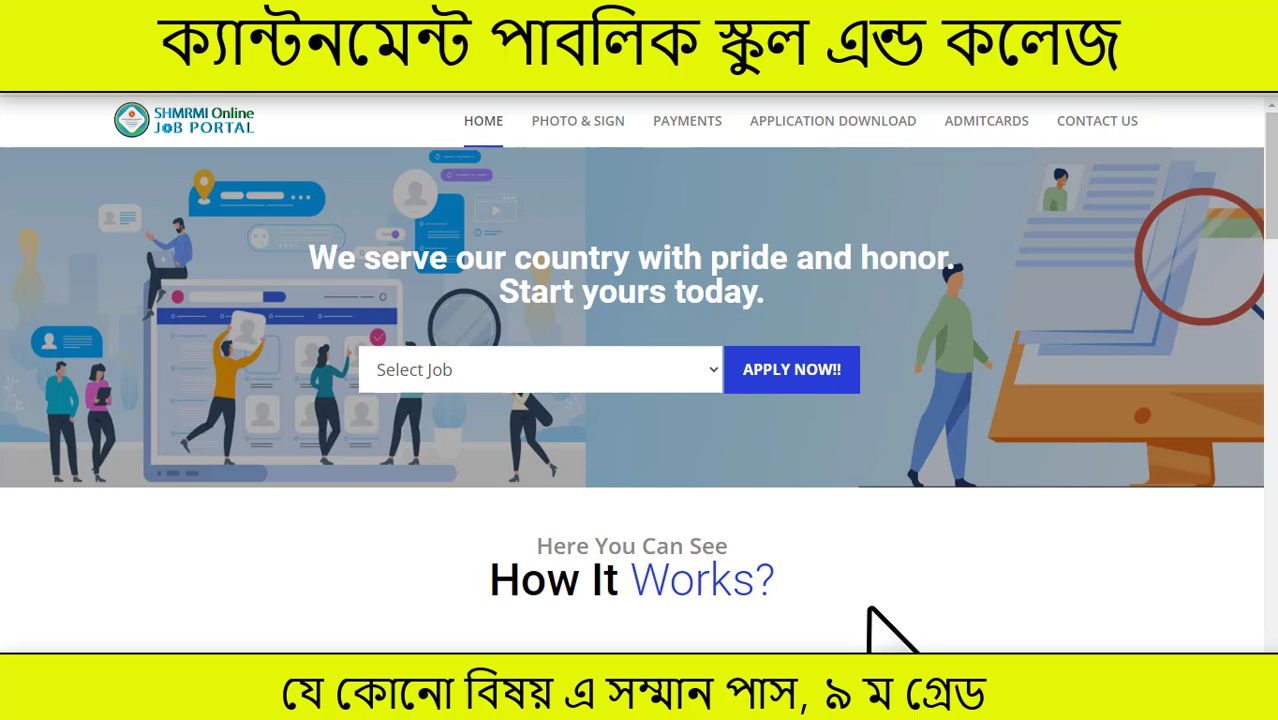 ক্যান্টনমেন্ট পাবলিক স্কুল এন্ড কলেজ
SHMRMI Online
JOB PORTAL
HOME PHOTO & SIGN PAYMENTS APPLICATION DOWNLOAD ADMITCARDS CONTACT US
We serve our country with pride and honor.
Start yours today.
Select Job APPLY NOW!!
Here You Can See
How It Works?
যে কোনো বিষয় এ সম্মান পাস, ৯ ম গ্রেড